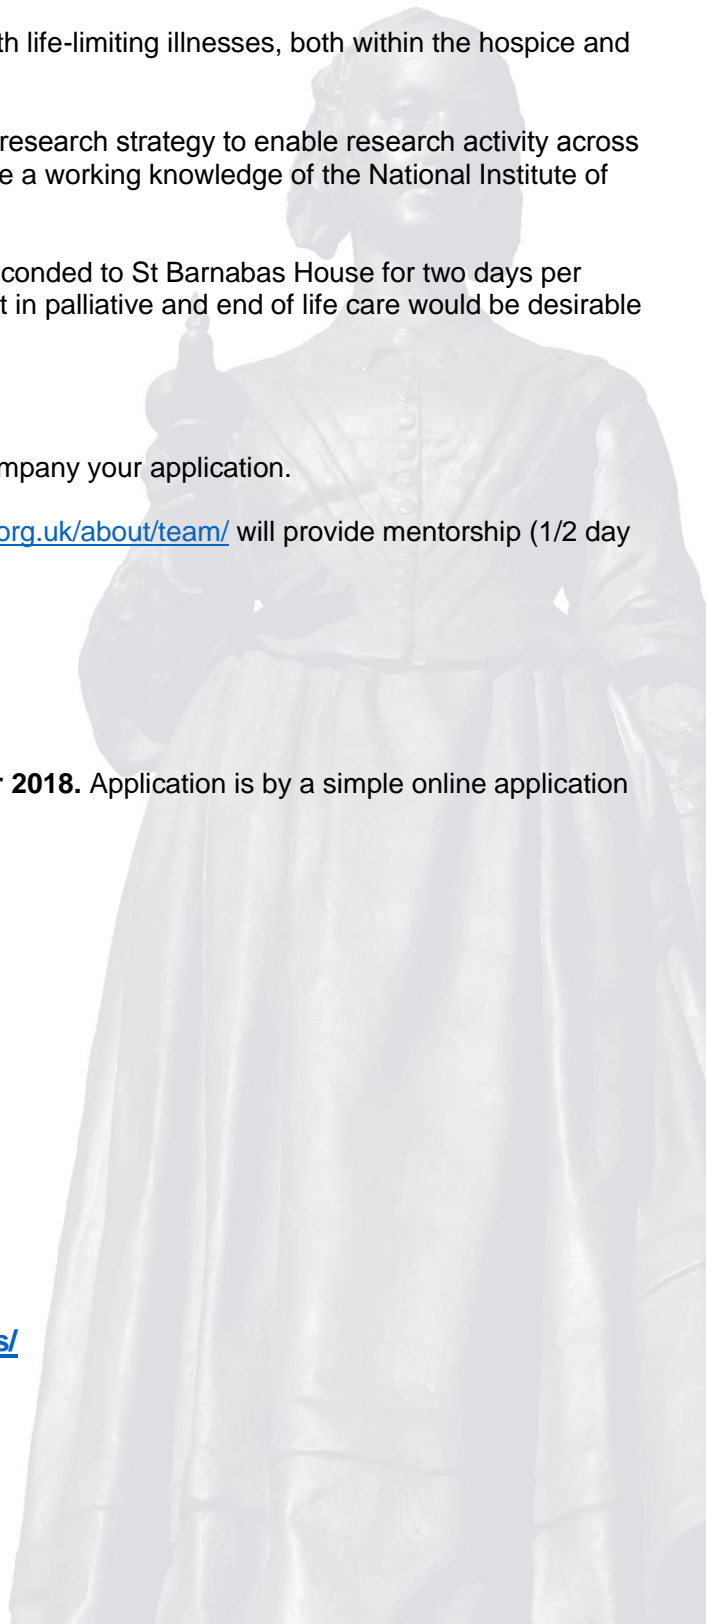 th life-limiting illnesses, both within the hospice and
research strategy to enable research activity across
e a working knowledge of the National Institute of
conded to St Barnabas House for two days per
t in palliative and end of life care would be desirable
mpany your application.
org.uk/about/team/ will provide mentorship (1/2 day
r 2018. Application is by a simple online application
s/